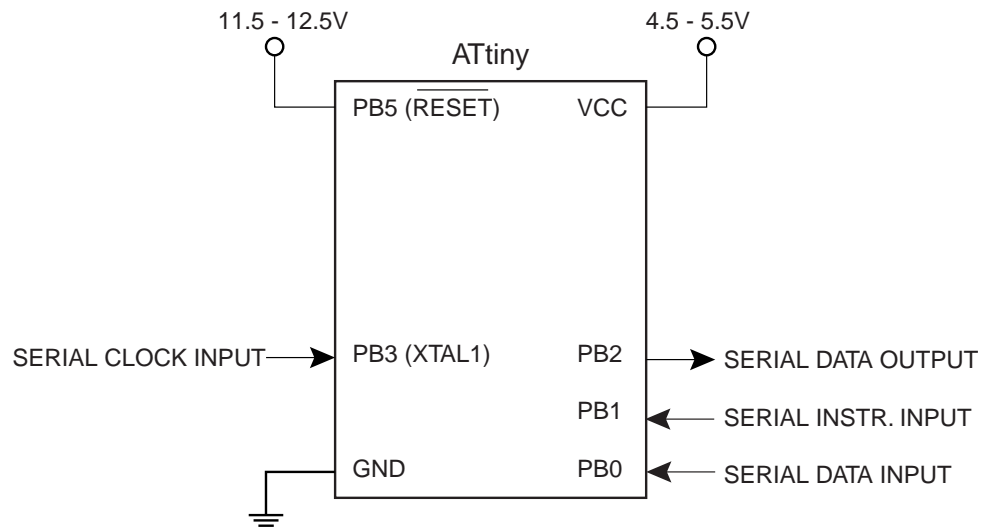 11.5 - 12.5V
4.5 - 5.5V
ATtiny
PB5 (RESET)
VCC
SERIAL CLOCK INPUT
PB3 (XTAL1)
PB2
SERIAL DATA OUTPUT
PB1
SERIAL INSTR. INPUT
GND
PB0
SERIAL DATA INPUT